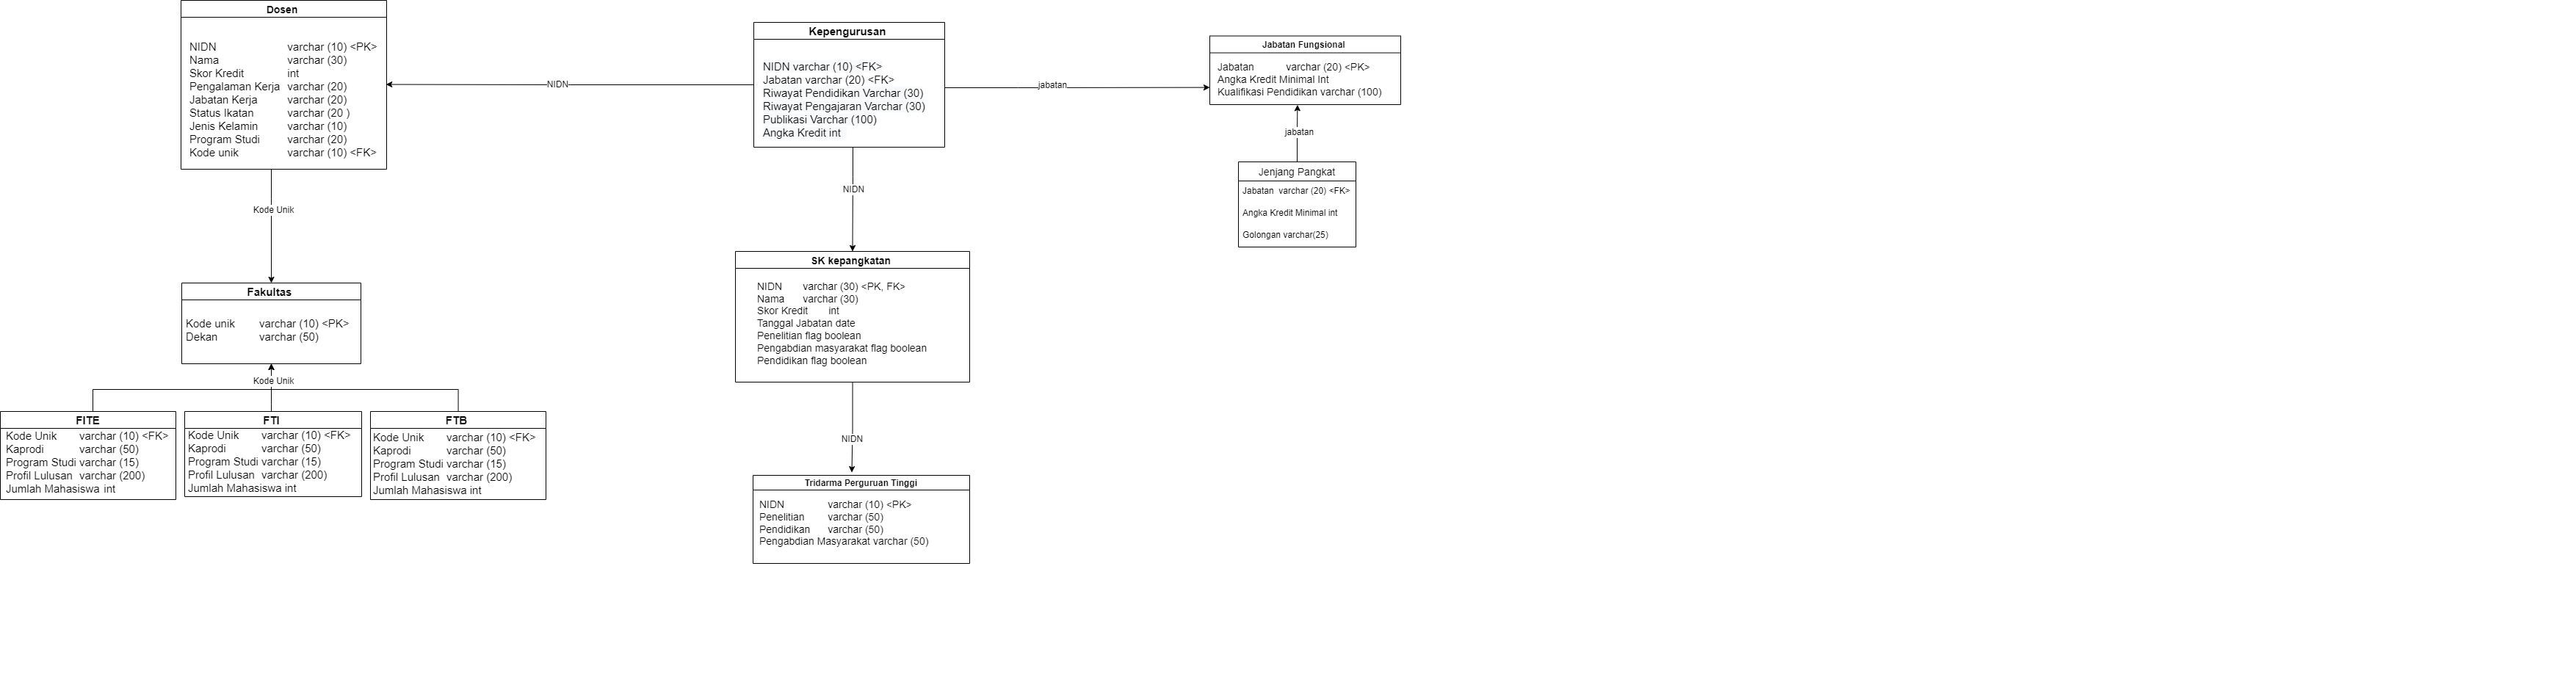 Dosen
NIDN varchar (10) <PK>
Nama varchar (30)
Skor Kredit int
Pengalaman Kerja varchar (20)
Jabatan Kerja varchar (20)
Status Ikatan varchar (20 )
Jenis Kelamin varchar (10)
Program Studi varchar (20)
Kode unik varchar (10) <FK>
NIDN
Kepengurusan
NIDN varchar (10) <FK>
Jabatan varchar (20) <FK>
Riwayat Pendidikan Varchar (30)
Riwayat Pengajaran Varchar (30)
Publikasi Varchar (100)
Angka Kredit int
jabatan
Jabatan Fungsional
Jabatan varchar (20) <PK>
Angka Kredit Minimal Int
Kualifikasi Pendidikan varchar (100)
jabatan
Jenjang Pangkat
Jabatan varchar (20) <FK>
Angka Kredit Minimal int
Golongan varchar(25)
Kode Unik
NIDN
Fakultas
Kode unik varchar (10) <PK>
Dekan varchar (50)
SK kepangkatan
NIDN varchar (30) <PK, FK>
Nama varchar (30)
Skor Kredit int
Tanggal Jabatan date
Penelitian flag boolean
Pengabdian masyarakat flag boolean
Pendidikan flag boolean
Kode Unik
FITE
Kode Unik varchar (10) <FK>
Kaprodi varchar (50)
Program Studi varchar (15)
Profil Lulusan varchar (200)
Jumlah Mahasiswa int
FTI
Kode Unik varchar (10) <FK>
Kaprodi varchar (50)
Program Studi varchar (15)
Profil Lulusan varchar (200)
Jumlah Mahasiswa int
FTB
Kode Unik varchar (10) <FK>
Kaprodi varchar (50)
Program Studi varchar (15)
Profil Lulusan varchar (200)
Jumlah Mahasiswa int
NIDN
Tridarma Perguruan Tinggi
NIDN varchar (10) <PK>
Penelitian varchar (50)
Pendidikan varchar (50)
Pengabdian Masyarakat varchar (50)